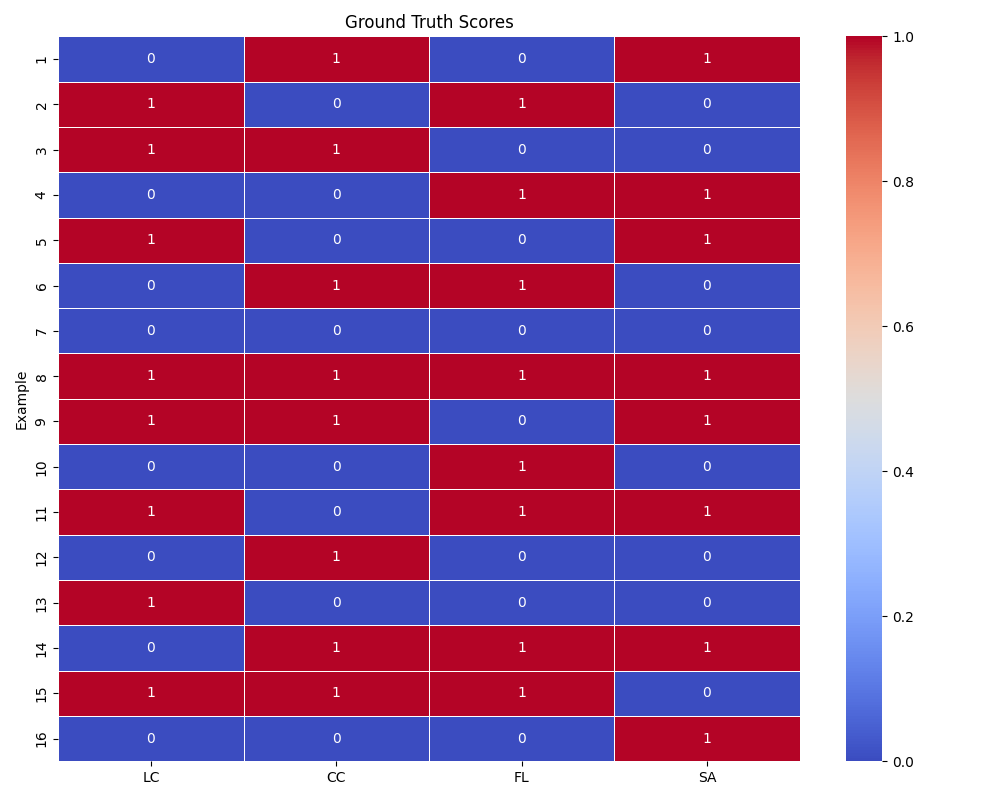 Ground Truth Scores
Example
1 0 1 0 1
2 1 0 1 0
3 1 1 0 0
4 0 0 1 1
5 1 0 0 1
6 0 1 1 0
7 0 0 0 0
8 1 1 1 1
9 1 1 0 1
10 0 0 1 0
11 1 0 1 1
12 0 1 0 0
13 1 0 0 0
14 0 1 1 1
15 1 1 1 0
16 0 0 0 1
LC CC FL SA
1.0
0.8
0.6
0.4
0.2
0.0